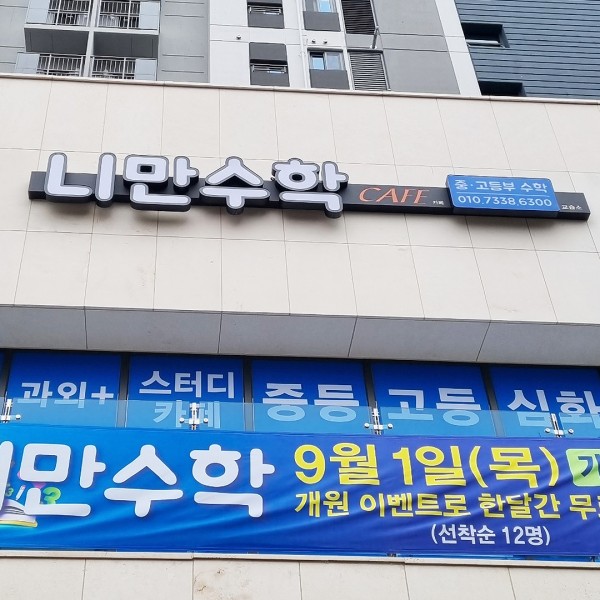 니만수학 CAFE 카페 중·고등부 수학
010.7338.6300 교습소
과외+ 스터디 카페 중등 고등 심화
니만수학 9월 1일(목)
개원 이벤트로 한달간 무료
(선착순 12명)